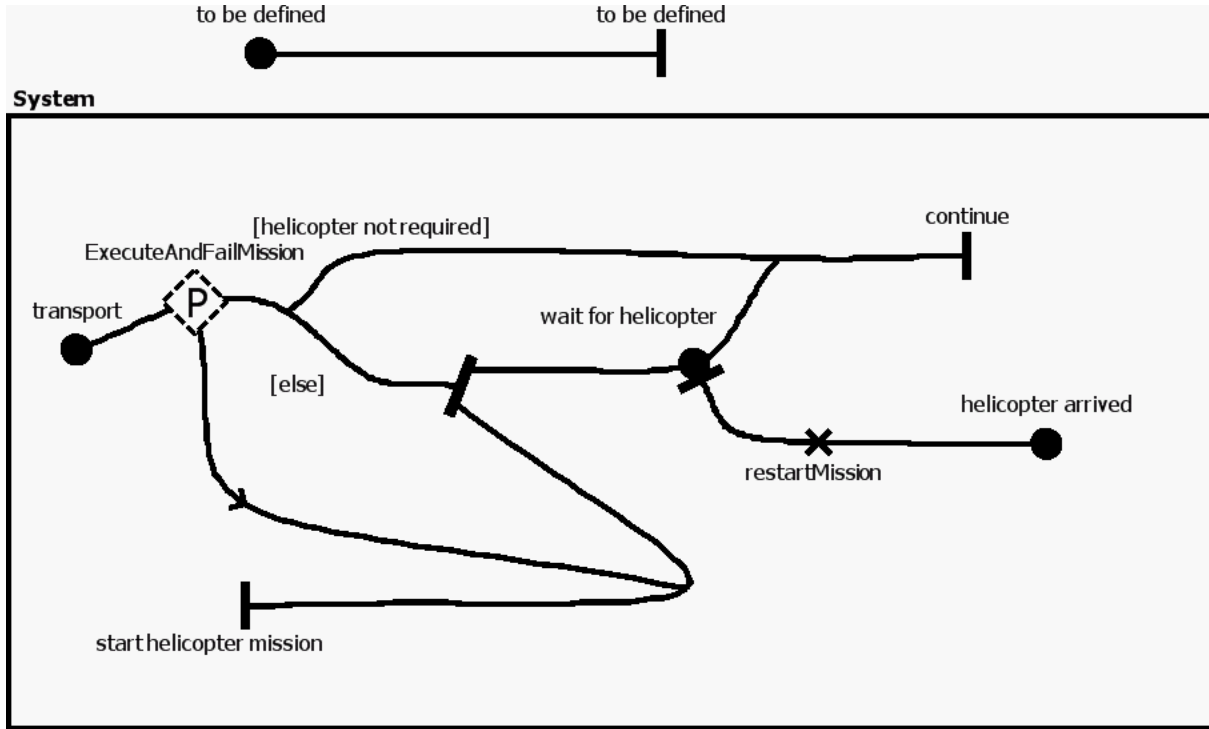 to be defined
to be defined
System
[helicopter not required]
continue
ExecuteAndFailMission
P
transport
wait for helicopter
[else]
helicopter arrived
restartMission
start helicopter mission